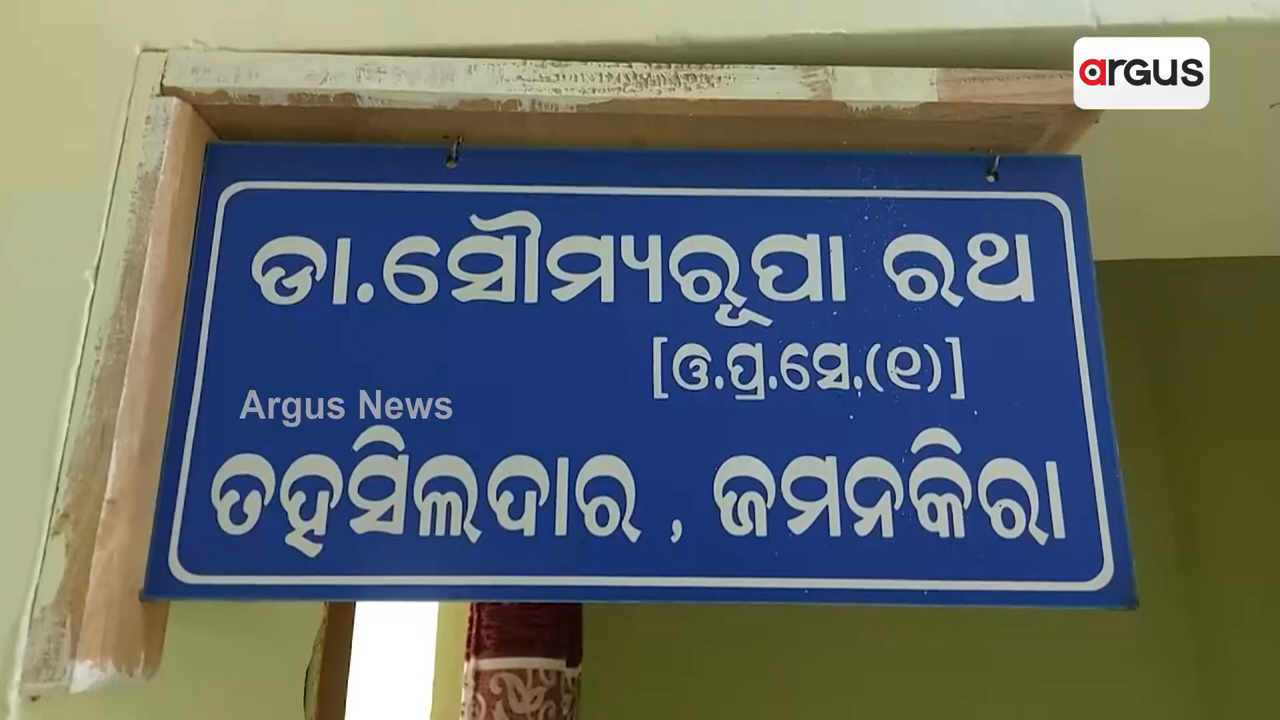 argus
ଡା.ସୌମ୍ୟରୂପା ରଥ
[ଓ.ପ୍ର.ସେ.(୧)]
Argus News
ତହସିଲଦାର , ଜମନକିରା